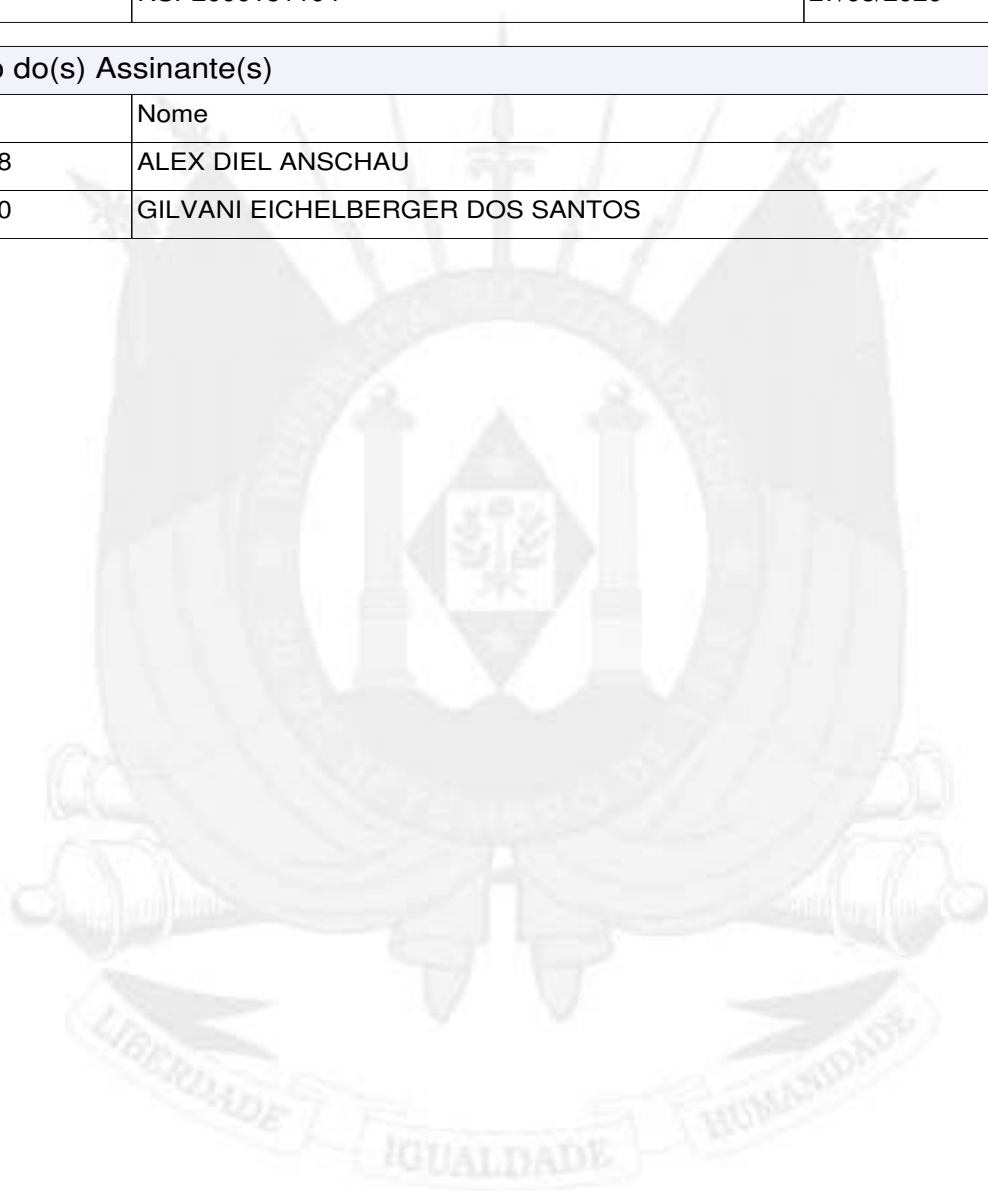 o do(s) Assinante(s)
Nome
8 ALEX DIEL ANSCHAU
0 GILVANI EICHELBERGER DOS SANTOS
LIBERDADE IGUALDADE HUMANIDADE